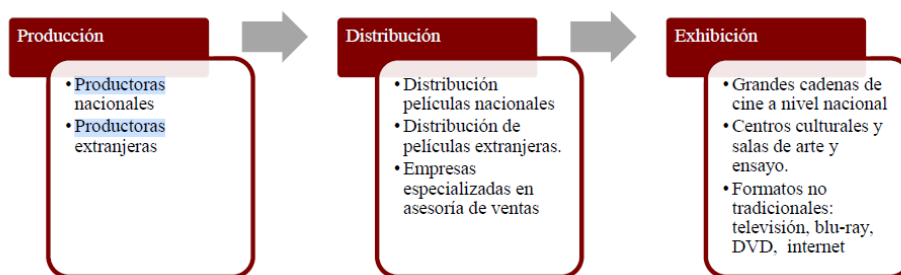 Producción
• Productoras
nacionales
• Productoras
extranjeras
Distribución
• Distribución
películas nacionales
• Distribución de
películas extranjeras.
• Empresas
especializadas en
asesoría de ventas
Exhibición
• Grandes cadenas de
cine a nivel nacional
• Centros culturales y
salas de arte y
ensayo.
• Formatos no
tradicionales:
televisión, blu-ray,
DVD, internet